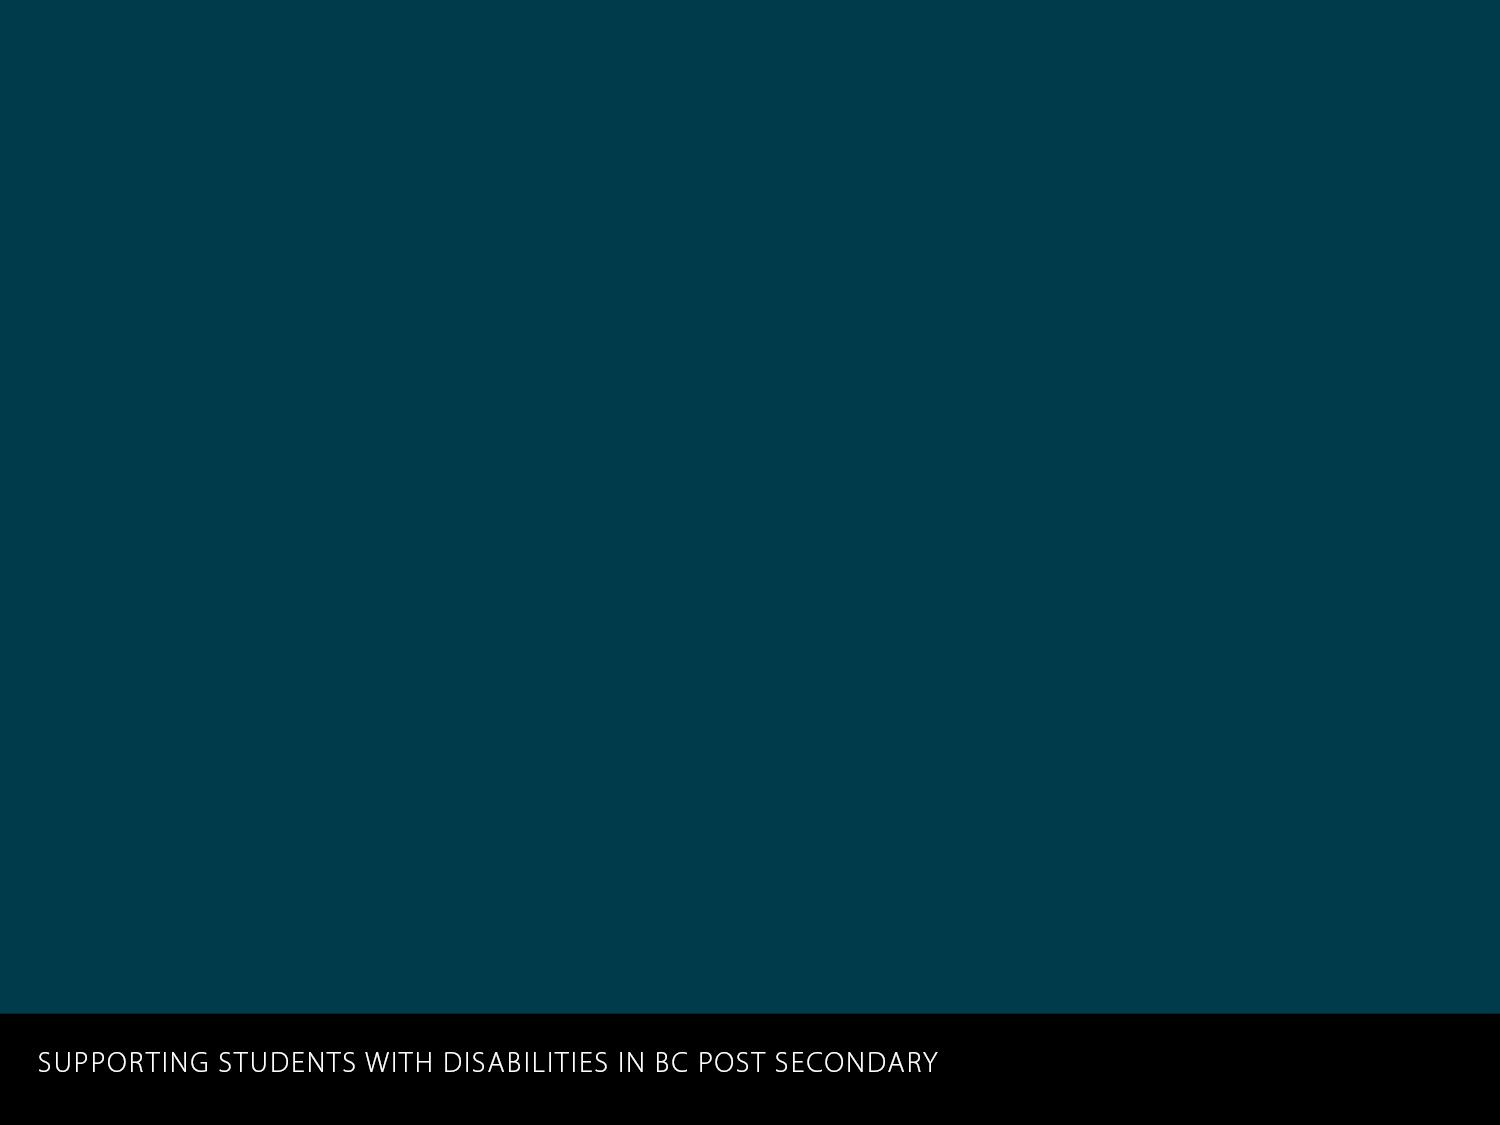 SUPPORTING STUDENTS WITH DISABILITIES IN BC POST SECONDARY